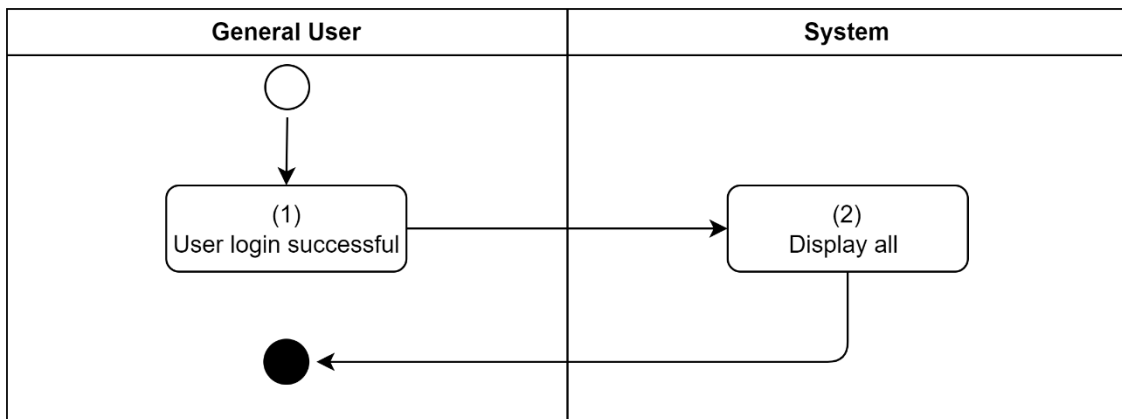 General User
System
(1)
User login successful
(2)
Display all